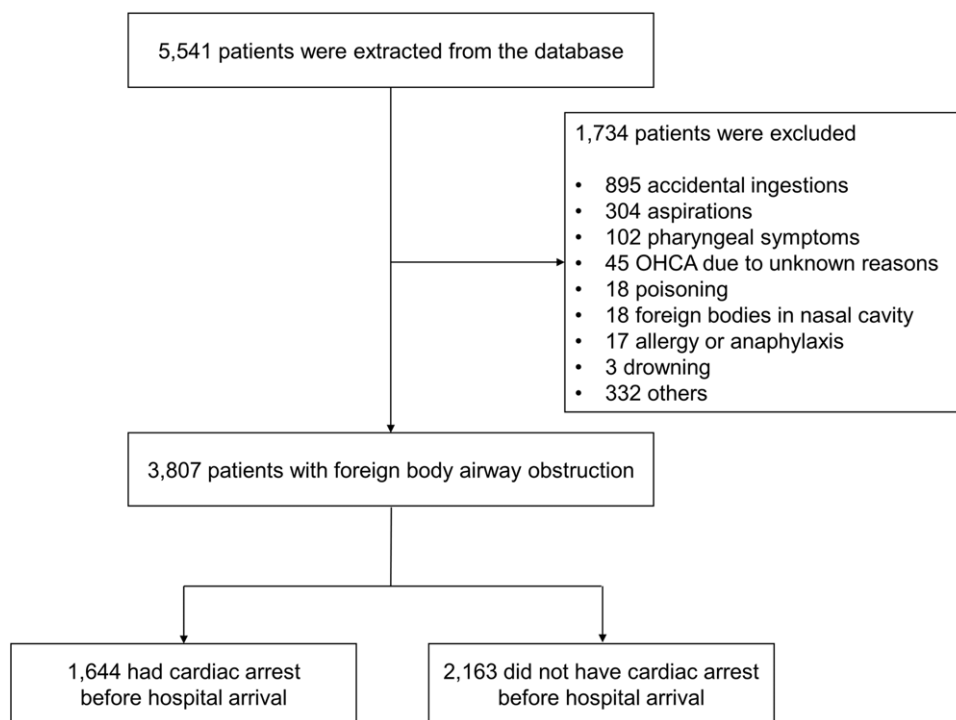 5,541 patients were extracted from the database
1,734 patients were excluded
• 895 accidental ingestions
• 304 aspirations
• 102 pharyngeal symptoms
• 45 OHCA due to unknown reasons
• 18 poisoning
• 18 foreign bodies in nasal cavity
• 17 allergy or anaphylaxis
• 3 drowning
• 332 others
3,807 patients with foreign body airway obstruction
1,644 had cardiac arrest
before hospital arrival
2,163 did not have cardiac arrest
before hospital arrival